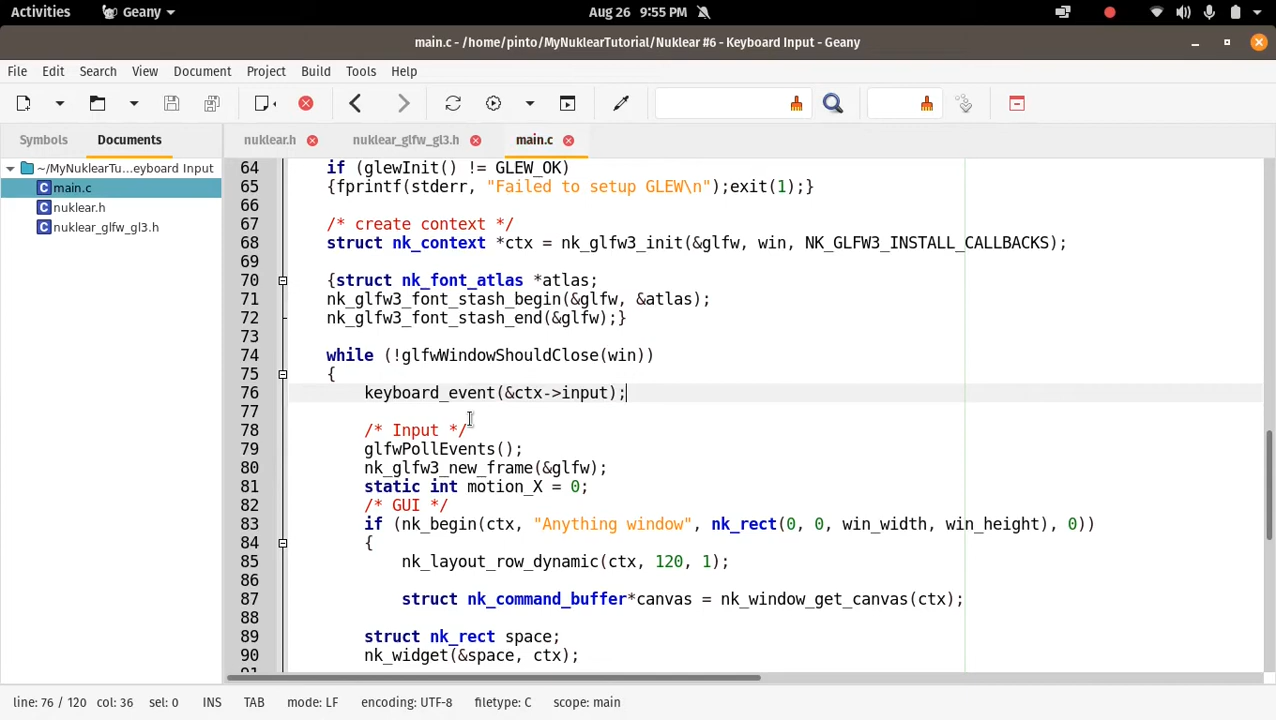 Activities Geany Aug 26 9:55 PM
main.c - /home/pinto/MyNuklearTutorial/Nuklear #6 - Keyboard Input - Geany
File Edit Search View Document Project Build Tools Help
Symbols Documents nuklear.h nuklear_glfw_gl3.h main.c
~/MyNuklearTu...eyboard Input
main.c
nuklear.h
nuklear_glfw_gl3.h
64 if (glewInit() != GLEW_OK)
65 {fprintf(stderr, "Failed to setup GLEW\n");exit(1);}
66
67 /* create context */
68 struct nk_context *ctx = nk_glfw3_init(&glfw, win, NK_GLFW3_INSTALL_CALLBACKS);
69
70 {struct nk_font_atlas *atlas;
71 nk_glfw3_font_stash_begin(&glfw, &atlas);
72 nk_glfw3_font_stash_end(&glfw);}
73
74 while (!glfwWindowShouldClose(win))
75 {
76 keyboard_event(&ctx->input);
77
78 /* Input */
79 glfwPollEvents();
80 nk_glfw3_new_frame(&glfw);
81 static int motion_X = 0;
82 /* GUI */
83 if (nk_begin(ctx, "Anything window", nk_rect(0, 0, win_width, win_height), 0))
84 {
85 nk_layout_row_dynamic(ctx, 120, 1);
86
87 struct nk_command_buffer*canvas = nk_window_get_canvas(ctx);
88
89 struct nk_rect space;
90 nk_widget(&space, ctx);
line: 76 / 120 col: 36 sel: 0 INS TAB mode: LF encoding: UTF-8 filetype: C scope: main